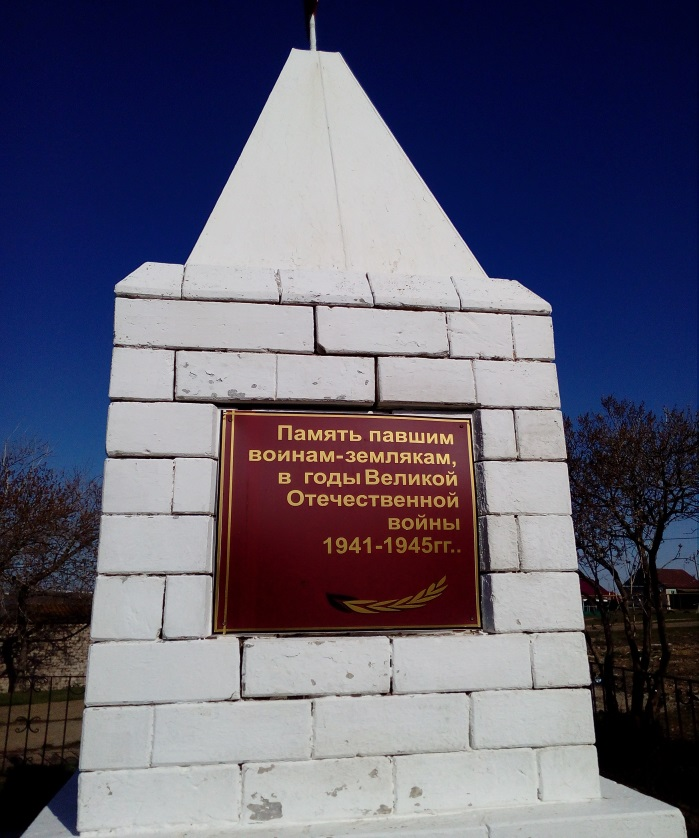 Память павшим
воинам-землякам,
в годы Великой
Отечественной
войны
1941-1945гг..